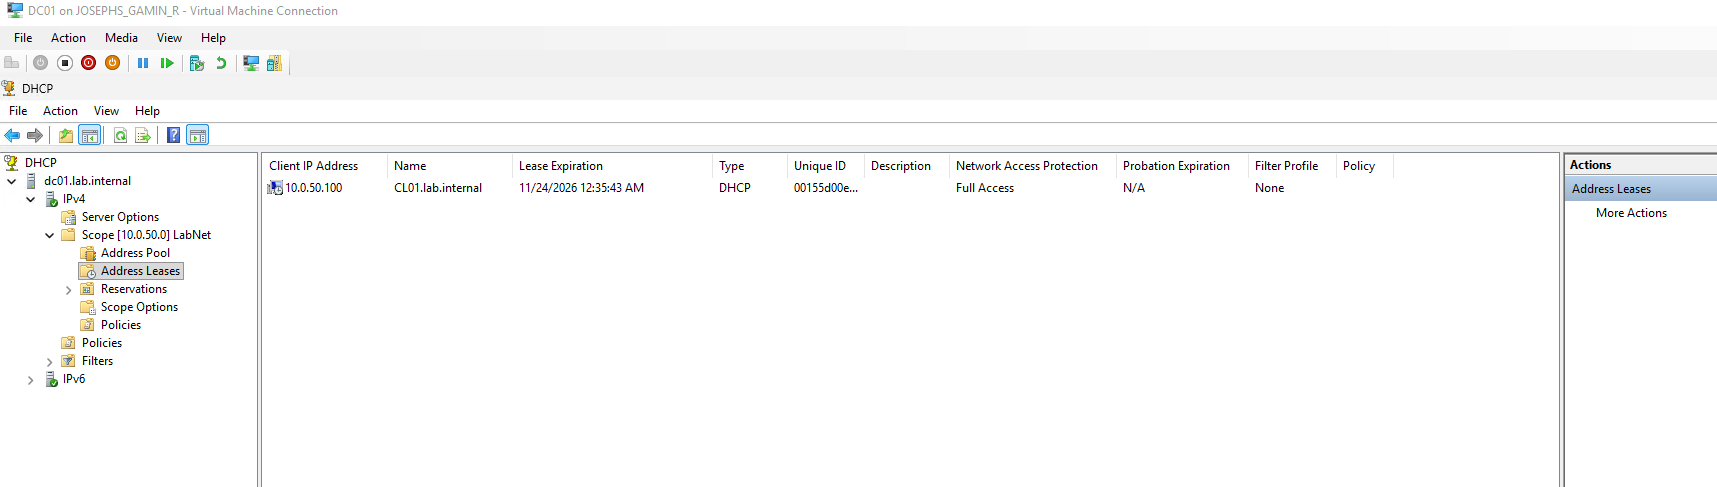 DC01 on JOSEPHS_GAMIN_R - Virtual Machine Connection
File Action Media View Help
DHCP
File Action View Help
DHCP
dc01.lab.internal
IPv4
Server Options
Scope [10.0.50.0] LabNet
Address Pool
Address Leases
Reservations
Scope Options
Policies
Policies
Filters
IPv6
Client IP Address Name Lease Expiration Type Unique ID Description Network Access Protection Probation Expiration Filter Profile Policy
10.0.50.100 CL01.lab.internal 11/24/2026 12:35:43 AM DHCP 00155d00e... Full Access N/A None
Actions
Address Leases
More Actions